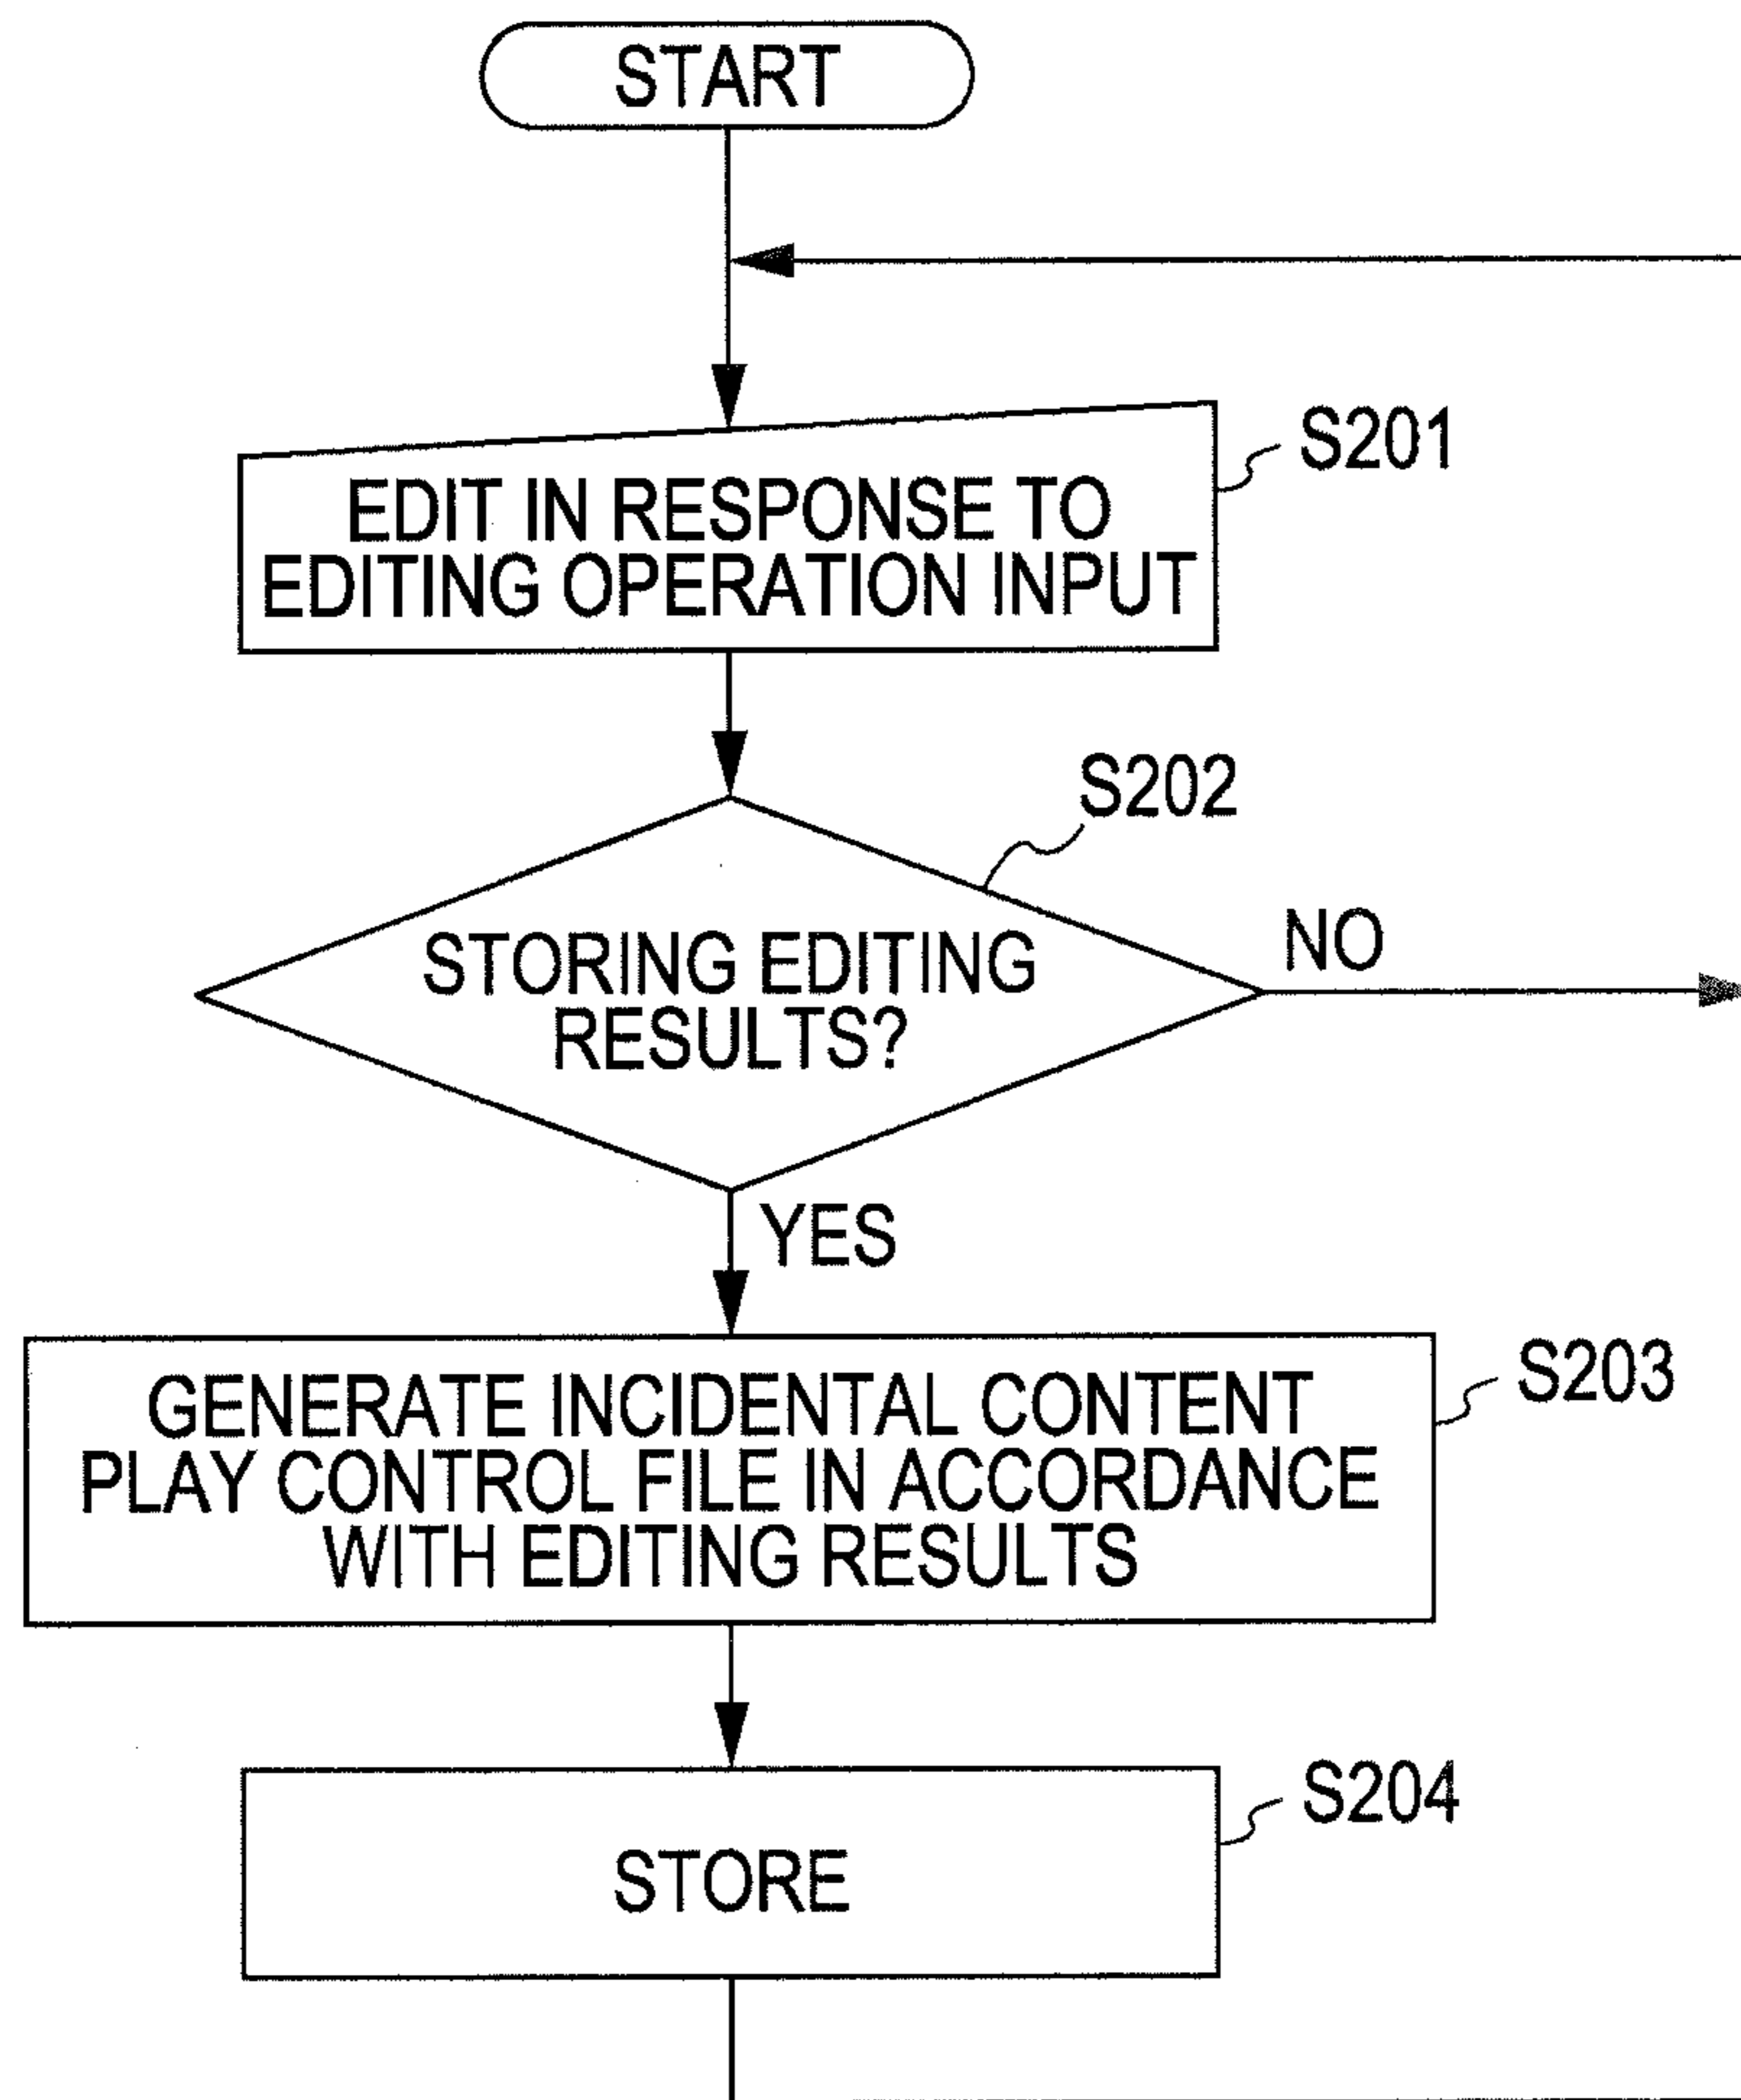 START
S201
EDIT IN RESPONSE TO
EDITING OPERATION INPUT
S202
STORING EDITING
RESULTS?
NO
YES
S203
GENERATE INCIDENTAL CONTENT
PLAY CONTROL FILE IN ACCORDANCE
WITH EDITING RESULTS
S204
STORE